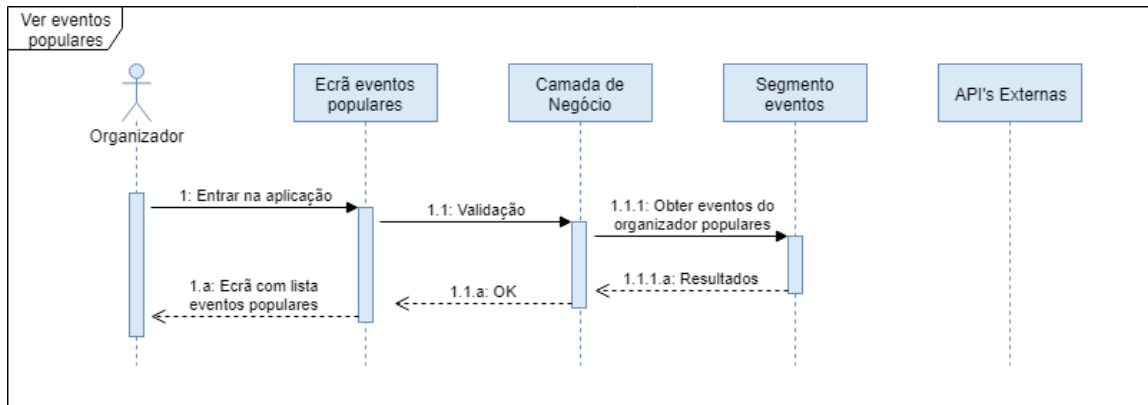 Ver eventos
populares
Ecrã eventos
populares
Camada de
Negócio
Segmento
eventos
API's Externas
Organizador
1: Entrar na aplicação
1.1: Validação
1.1.1: Obter eventos do
organizador populares
1.a: Ecrã com lista
eventos populares
1.1.a: OK
1.1.1.a: Resultados